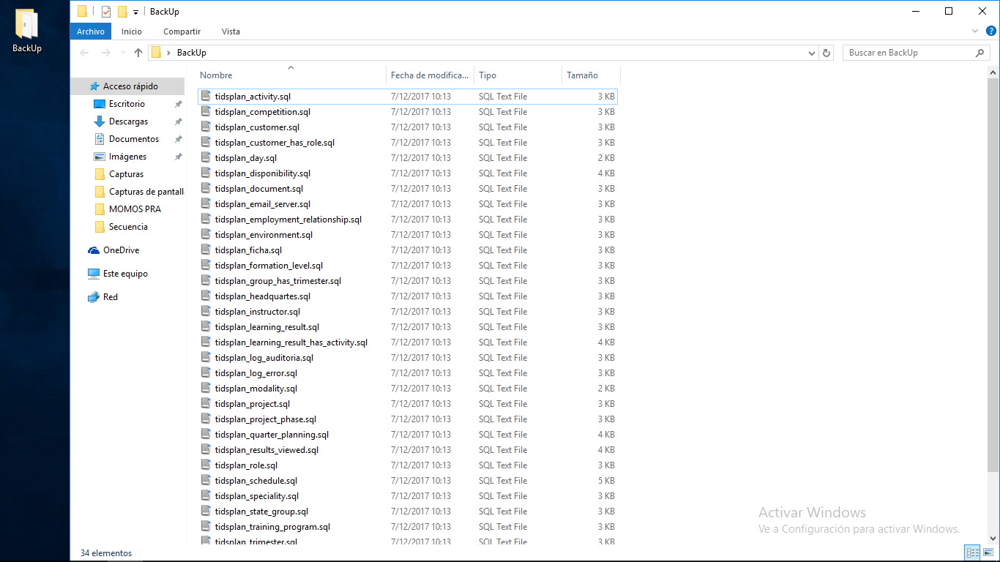 BackUp
BackUp
Archivo Inicio Compartir Vista
BackUp
Buscar en BackUp
Nombre Fecha de modifica... Tipo Tamaño
Acceso rápido
Escritorio
Descargas
Documentos
Imágenes
Capturas
Capturas de pantall
MOMOS PRA
Secuencia
OneDrive
Este equipo
Red
tidsplan_activity.sql 7/12/2017 10:13 SQL Text File 3 KB
tidsplan_competition.sql 7/12/2017 10:13 SQL Text File 3 KB
tidsplan_customer.sql 7/12/2017 10:13 SQL Text File 3 KB
tidsplan_customer_has_role.sql 7/12/2017 10:13 SQL Text File 3 KB
tidsplan_day.sql 7/12/2017 10:13 SQL Text File 2 KB
tidsplan_disponibility.sql 7/12/2017 10:13 SQL Text File 4 KB
tidsplan_document.sql 7/12/2017 10:13 SQL Text File 3 KB
tidsplan_email_server.sql 7/12/2017 10:13 SQL Text File 3 KB
tidsplan_employment_relationship.sql 7/12/2017 10:13 SQL Text File 3 KB
tidsplan_environment.sql 7/12/2017 10:13 SQL Text File 3 KB
tidsplan_ficha.sql 7/12/2017 10:13 SQL Text File 3 KB
tidsplan_formation_level.sql 7/12/2017 10:13 SQL Text File 3 KB
tidsplan_group_has_trimester.sql 7/12/2017 10:13 SQL Text File 3 KB
tidsplan_headquartes.sql 7/12/2017 10:13 SQL Text File 3 KB
tidsplan_instructor.sql 7/12/2017 10:13 SQL Text File 3 KB
tidsplan_learning_result.sql 7/12/2017 10:13 SQL Text File 3 KB
tidsplan_learning_result_has_activity.sql 7/12/2017 10:13 SQL Text File 4 KB
tidsplan_log_auditoria.sql 7/12/2017 10:13 SQL Text File 3 KB
tidsplan_log_error.sql 7/12/2017 10:13 SQL Text File 3 KB
tidsplan_modality.sql 7/12/2017 10:13 SQL Text File 2 KB
tidsplan_project.sql 7/12/2017 10:13 SQL Text File 3 KB
tidsplan_project_phase.sql 7/12/2017 10:13 SQL Text File 3 KB
tidsplan_quarter_planning.sql 7/12/2017 10:13 SQL Text File 4 KB
tidsplan_results_viewed.sql 7/12/2017 10:13 SQL Text File 4 KB
tidsplan_role.sql 7/12/2017 10:13 SQL Text File 3 KB
tidsplan_schedule.sql 7/12/2017 10:13 SQL Text File 5 KB
tidsplan_speciality.sql 7/12/2017 10:13 SQL Text File 3 KB
tidsplan_state_group.sql 7/12/2017 10:13 SQL Text File 3 KB
tidsplan_training_program.sql 7/12/2017 10:13 SQL Text File 3 KB
tidsplan_trimester.sql 7/12/2017 10:13 SQL Text File 3 KB
Activar Windows
Ve a Configuración para activar Windows.
34 elementos